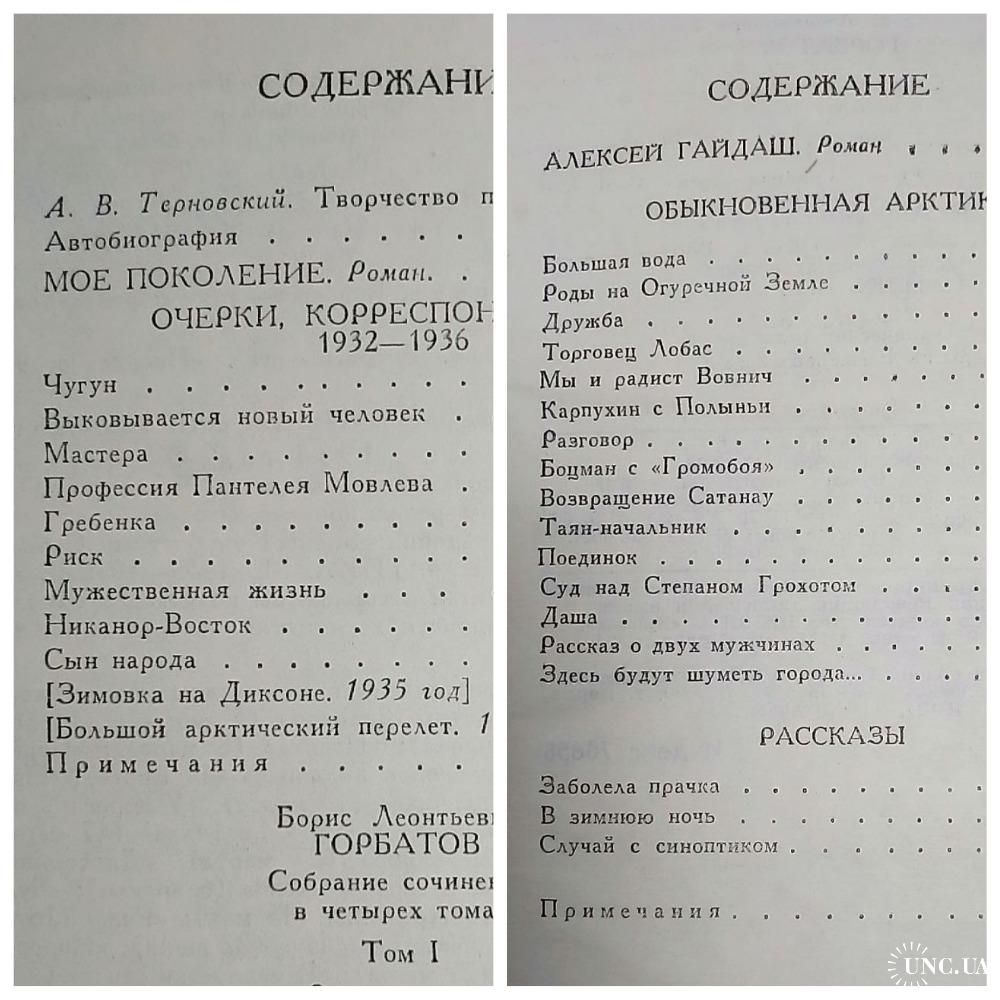 СОДЕРЖАНИ
А. В. Терновский. Творчество п
Автобиография . . . . . .
МОЕ ПОКОЛЕНИЕ. Роман. .
ОЧЕРКИ, КОРРЕСПОН
1932—1936
Чугун . . . . . . . . . .
Выковывается новый человек .
Мастера . . . . . . . . .
Профессия Пантелея Мовлева .
Гребенка . . . . . . . . .
Риск . . . . . . . . . . .
Мужественная жизнь . . . .
Никанор-Восток . . . . . .
Сын народа . . . . . . . .
[Зимовка на Диксоне. 1935 год]
[Большой арктический перелет. 1
Примечания . . . . .
Борис Леонтьев
ГОРБАТОВ
Собрание сочинен
в четырех тома
Том I
СОДЕРЖАНИЕ
АЛЕКСЕЙ ГАЙДАШ. Роман . . .
ОБЫКНОВЕННАЯ АРКТИК
Большая вода . . . . . . . .
Роды на Огуречной Земле . . . .
Дружба . . . . . . . . . . .
Торговец Лобас . . . . . . . .
Мы и радист Вовнич . . . . . .
Карпухин с Полыньи . . . . . .
Разговор . . . . . . . . . . .
Боцман с «Громобоя» . . . . . .
Возвращение Сатанау . . . . . .
Таян-начальник . . . . . . . .
Поединок . . . . . . . . . . .
Суд над Степаном Грохотом . . . .
Даша . . . . . . . . . . . .
Рассказ о двух мужчинах . . . . .
Здесь будут шуметь города... . . . .
РАССКАЗЫ
Заболела прачка . . . . . . . .
В зимнюю ночь . . . . . . . .
Случай с синоптиком . . . . . .
Примечания . . . . . . . .
UNC.UA